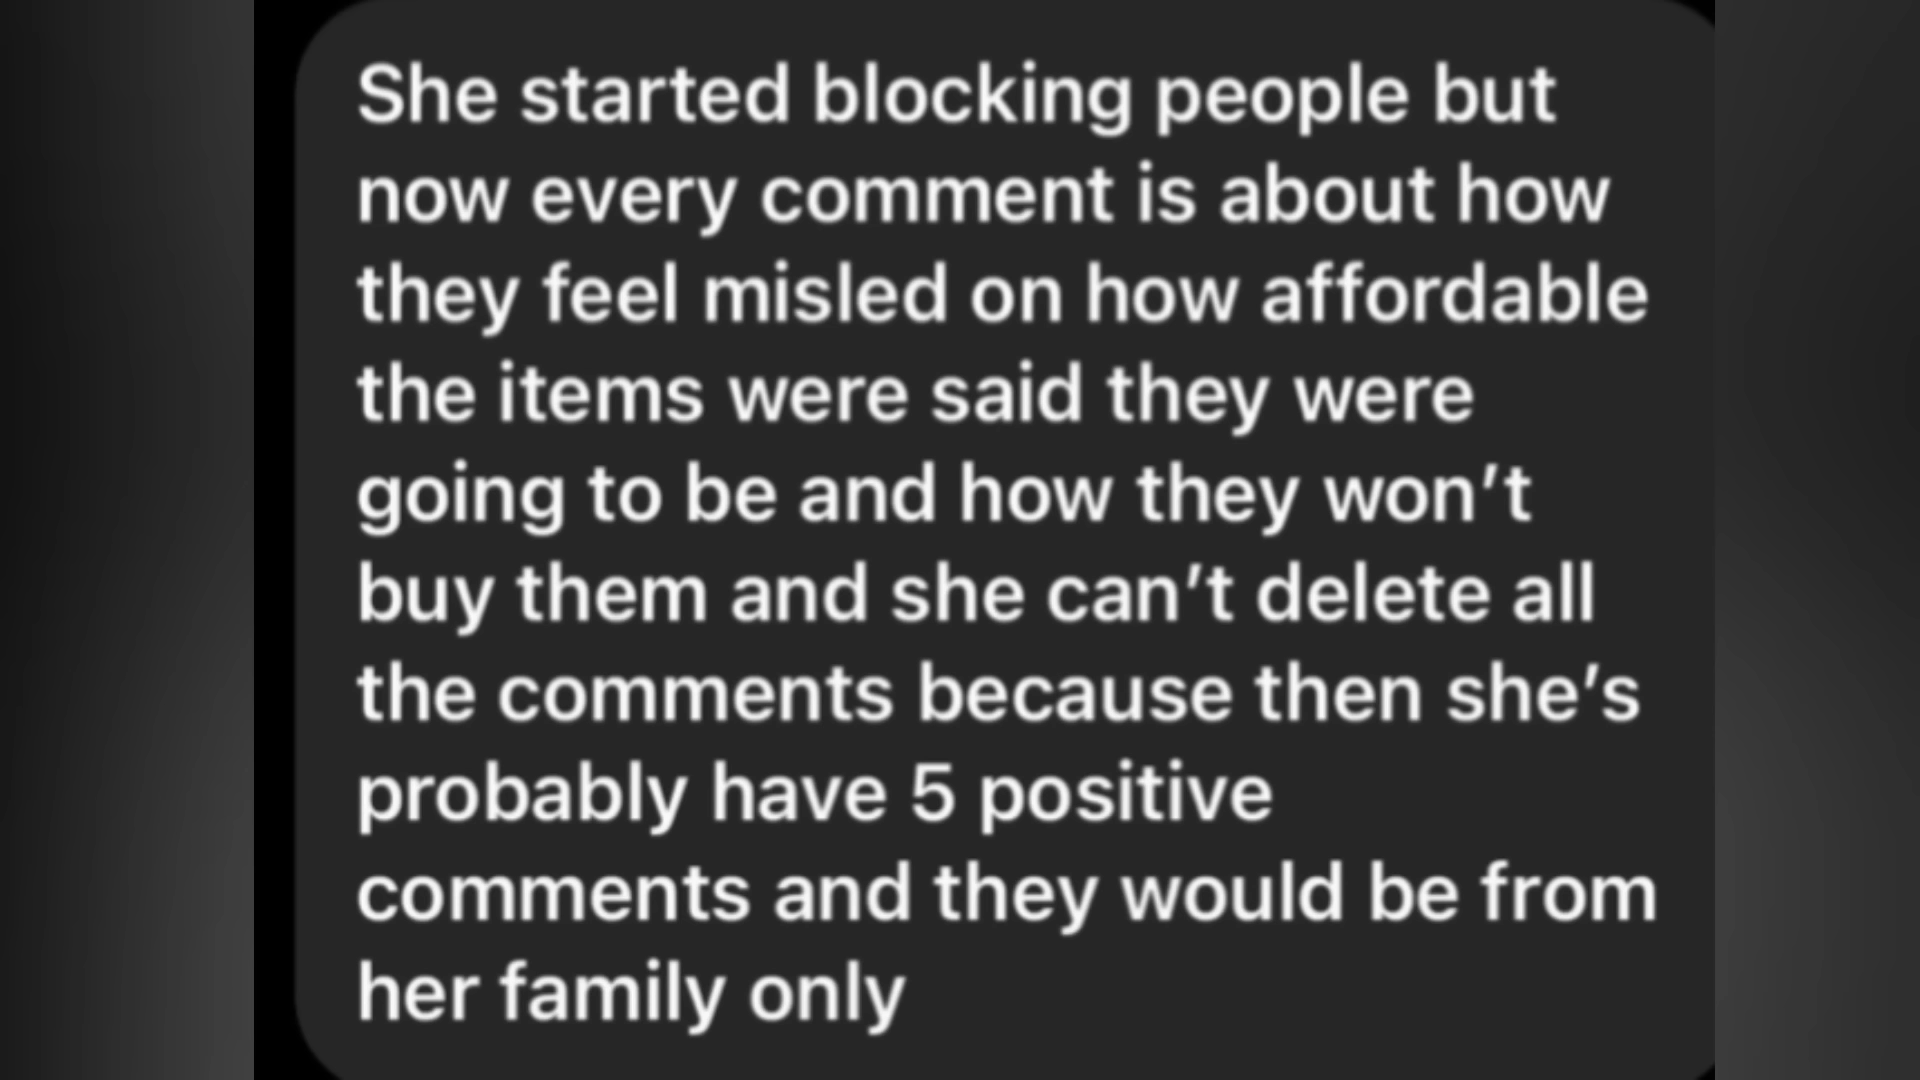 She started blocking people but
now every comment is about how
they feel misled on how affordable
the items were said they were
going to be and how they won’t
buy them and she can’t delete all
the comments because then she’s
probably have 5 positive
comments and they would be from
her family only